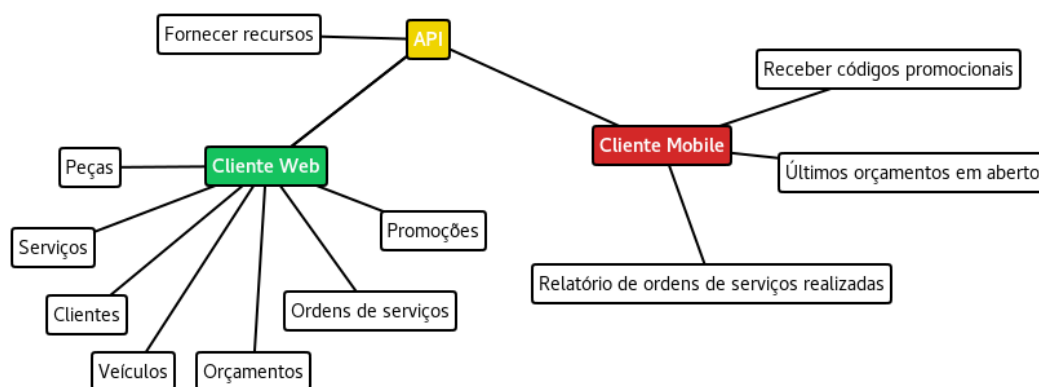 Fornecer recursos
API
Receber códigos promocionais
Cliente Mobile
Peças
Cliente Web
Últimos orçamentos em aberto
Promoções
Serviços
Relatório de ordens de serviços realizadas
Clientes
Ordens de serviços
Veículos
Orçamentos